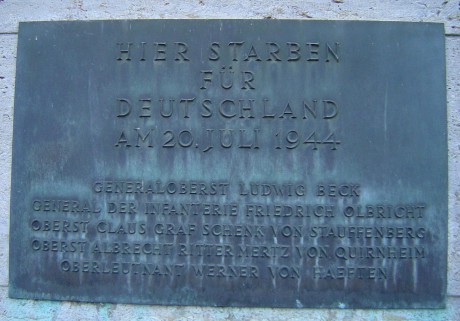 HIER STARBEN
FÜR
DEUTSCHLAND
AM 20. JULI 1944
GENERALOBERST LUDWIG BECK
GENERAL DER INFANTERIE FRIEDRICH OLBRICHT
OBERST CLAUS GRAF SCHENK VON STAUFFENBERG
OBERST ALBRECHT RITTER MERTZ VON QUIRNHEIM
OBERLEUTNANT WERNER VON HAEFTEN